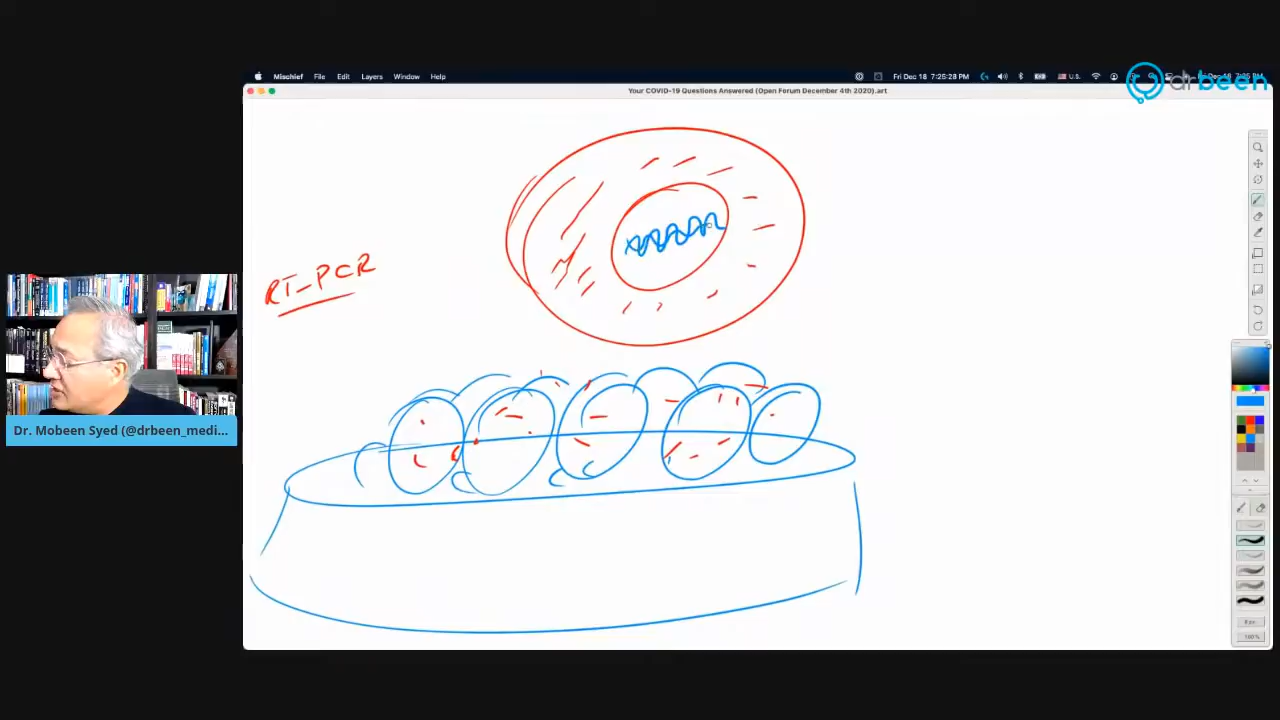 drbeen
Mischief File Edit Layers Window Help
Fri Dec 18 7:25:28 PM
U.S.
Your COVID-19 Questions Answered (Open Forum December 4th 2020).art
RT-PCR
Dr. Mobeen Syed (@drbeen_medi...
100%